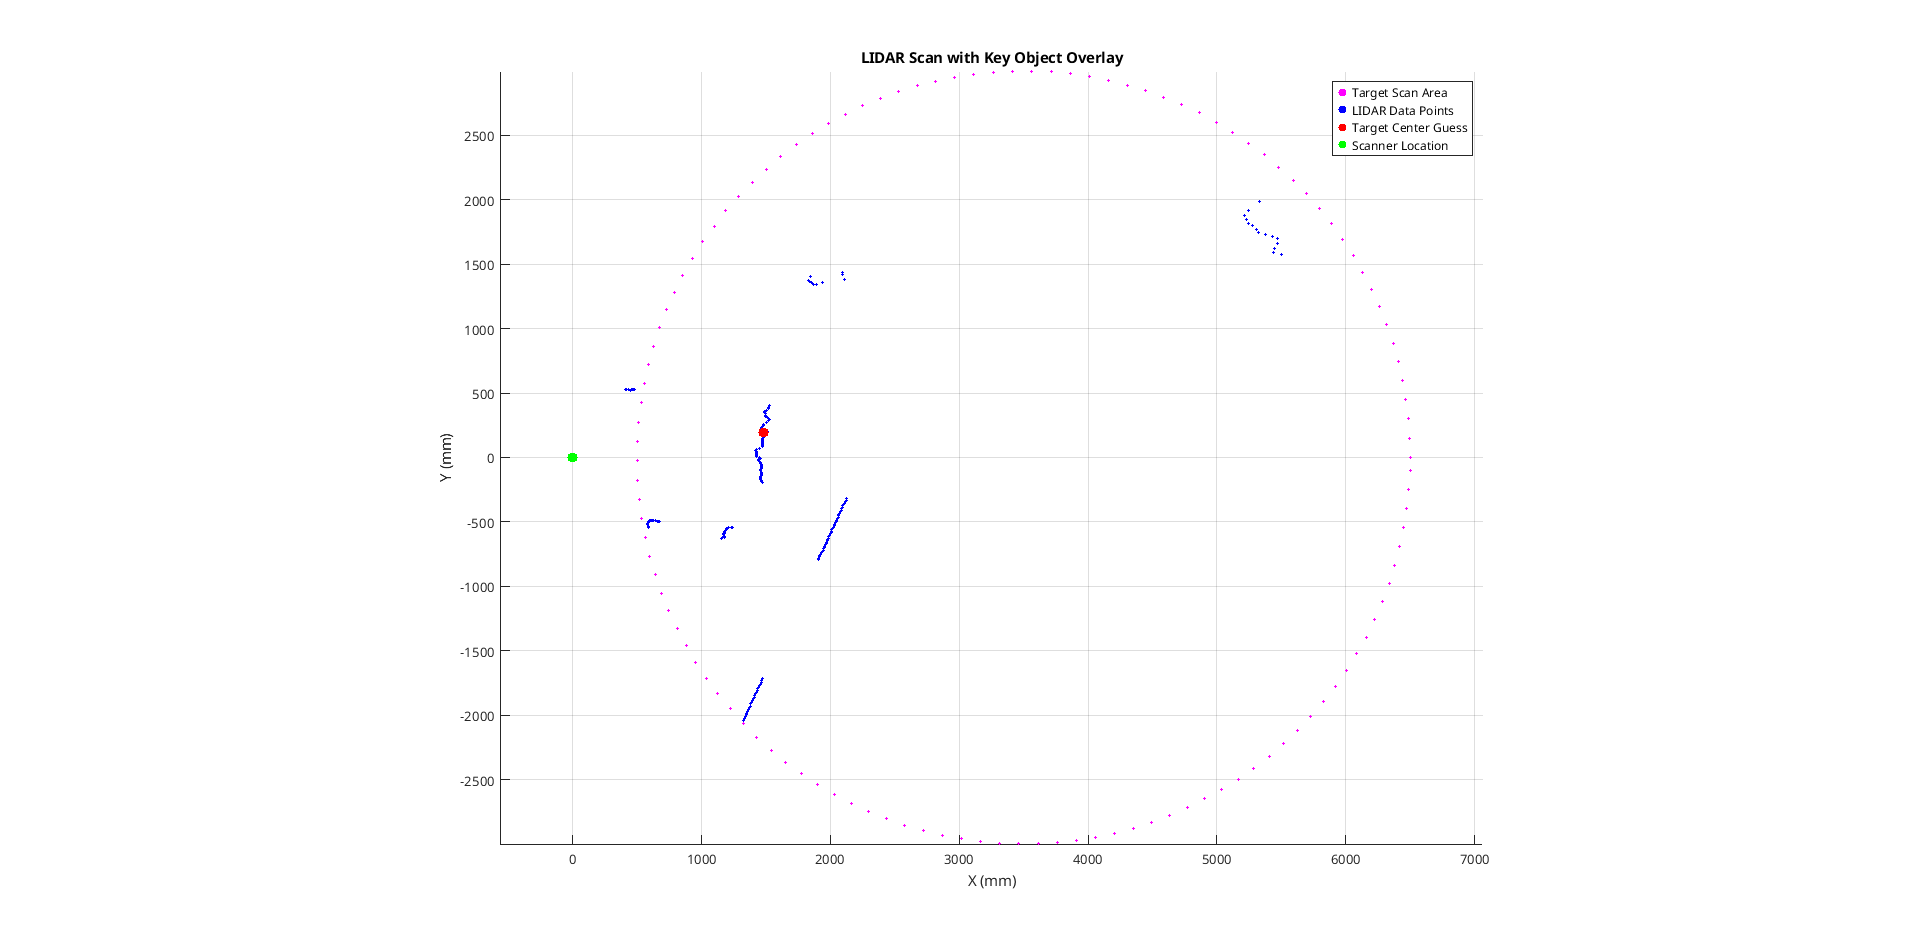 LIDAR Scan with Key Object Overlay
Target Scan Area
LIDAR Data Points
Target Center Guess
Scanner Location
2500
2000
1500
1000
500
0
-500
-1000
-1500
-2000
-2500
Y (mm)
0 1000 2000 3000 4000 5000 6000 7000
X (mm)